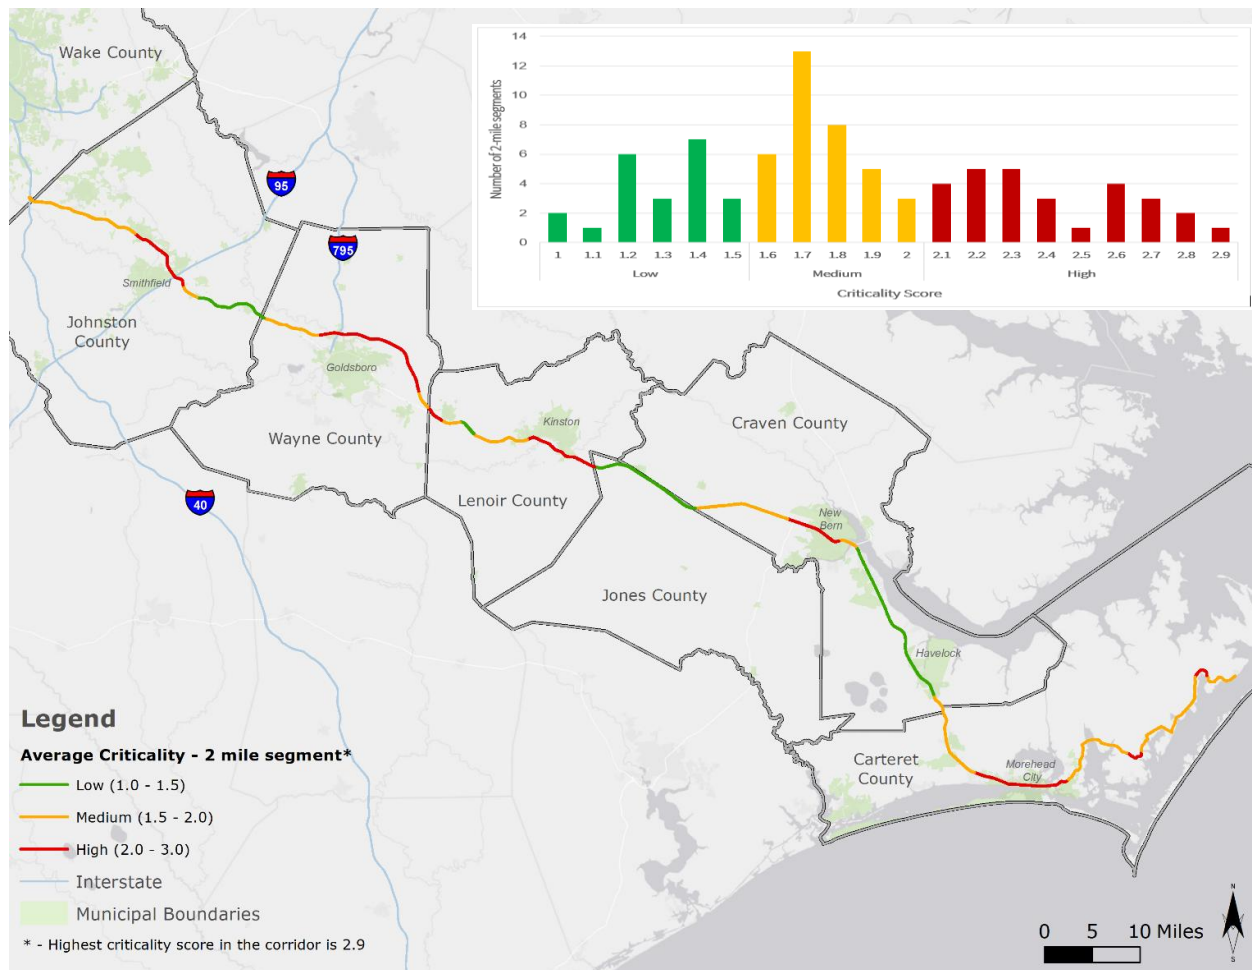 Wake County
14
12
10
8
6
4
2
0
Number of 2-mile segments
1 1.1 1.2 1.3 1.4 1.5 1.6 1.7 1.8 1.9 2 2.1 2.2 2.3 2.4 2.5 2.6 2.7 2.8 2.9
Low Medium High
Criticality Score
95
795
Smithfield
Johnston
County
Goldsboro
Wayne County
Kinston
Craven County
40
Lenoir County
New
Bern
Jones County
Havelock
Carteret
County
Morehead
City
Legend
Average Criticality - 2 mile segment*
Low (1.0 - 1.5)
Medium (1.5 - 2.0)
High (2.0 - 3.0)
Interstate
Municipal Boundaries
* - Highest criticality score in the corridor is 2.9
0 5 10 Miles
N
S